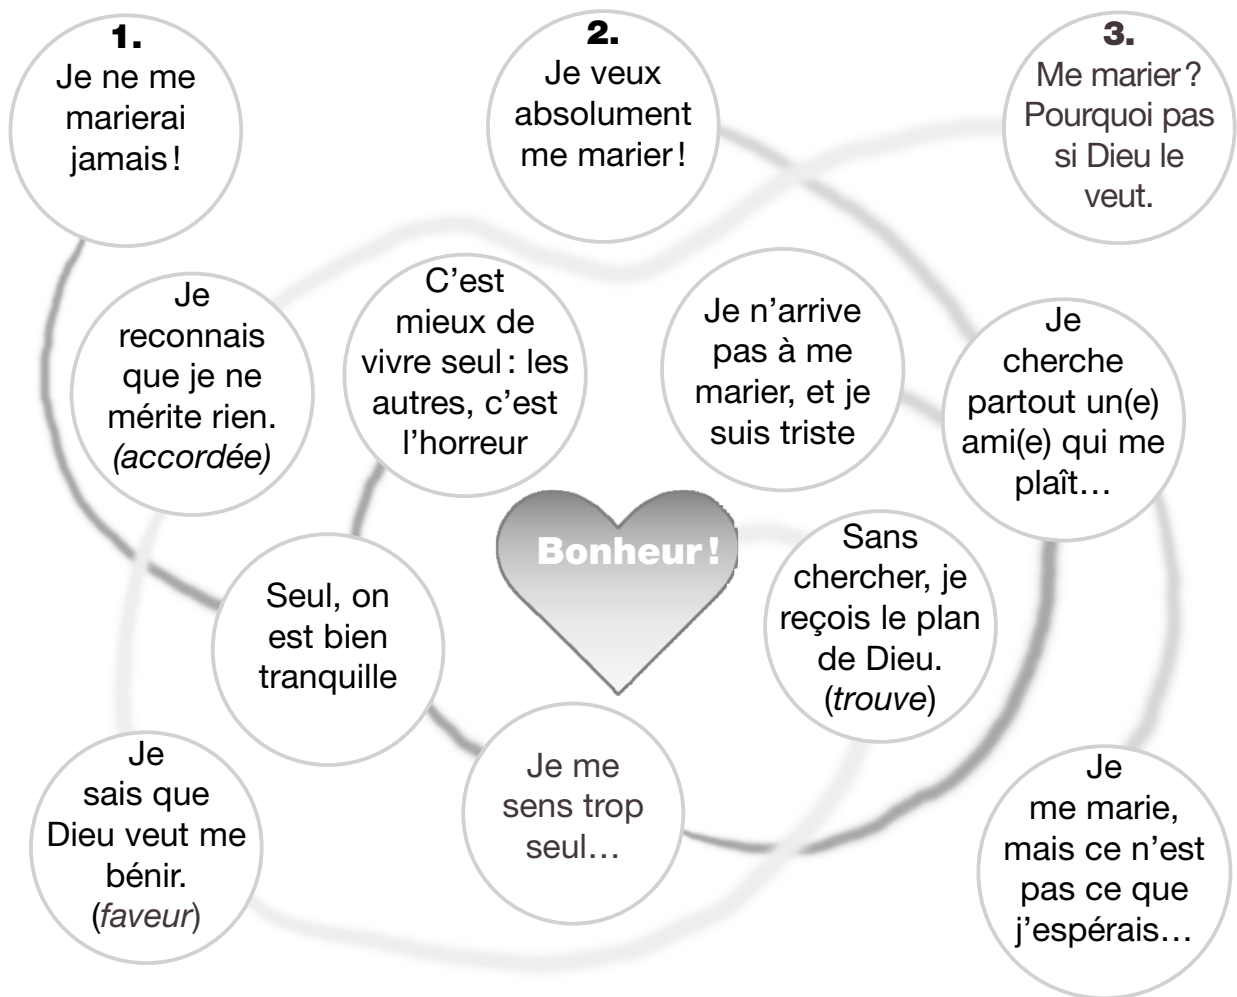 1.
Je ne me
marierai
jamais !
2.
Je veux
absolument
me marier !
3.
Me marier ?
Pourquoi pas
si Dieu le
veut.
Je
reconnais
que je ne
mérite rien.
(accordée)
C’est
mieux de
vivre seul : les
autres, c’est
l’horreur
Je n’arrive
pas à me
marier, et je
suis triste
Je
cherche
partout un(e)
ami(e) qui me
plaît…
Bonheur !
Seul, on
est bien
tranquille
Sans
chercher, je
reçois le plan
de Dieu.
(trouve)
Je
sais que
Dieu veut me
bénir.
(faveur)
Je me
sens trop
seul…
Je
me marie,
mais ce n’est
pas ce que
j’espérais…